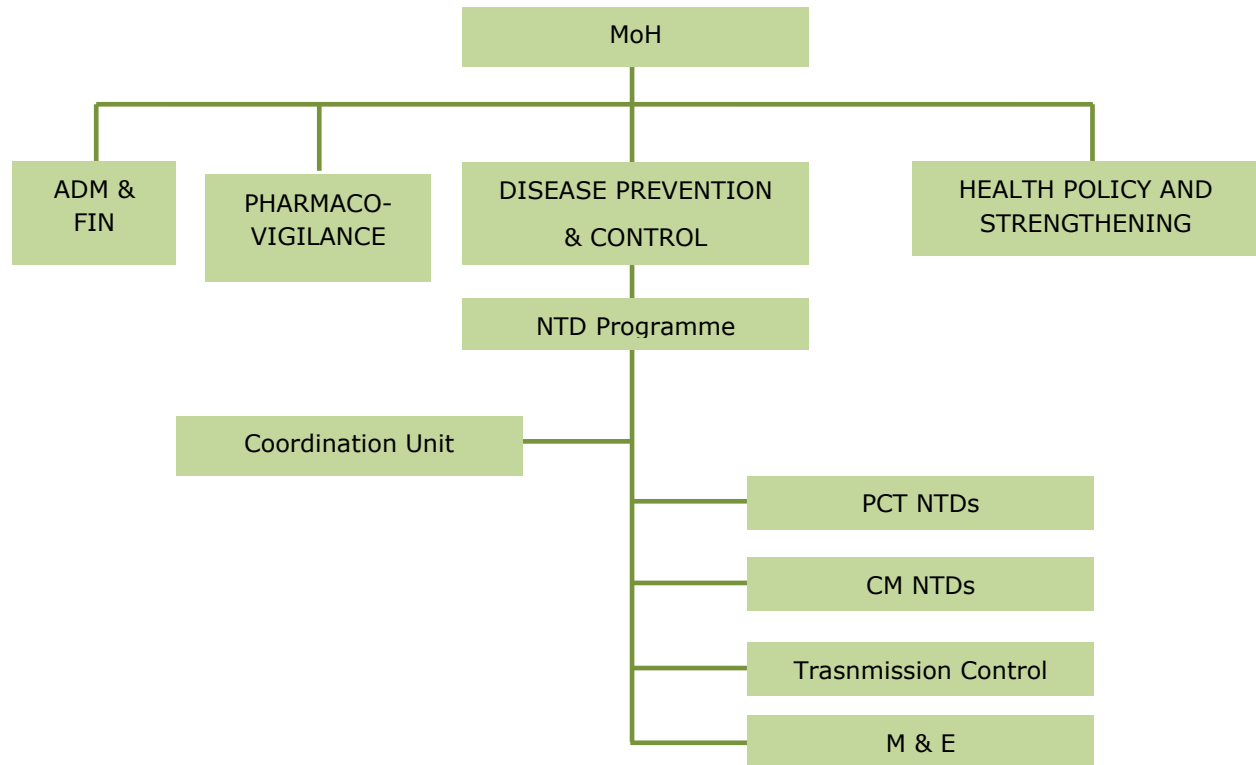 MoH
ADM &
FIN
PHARMACO-
VIGILANCE
DISEASE PREVENTION
& CONTROL
HEALTH POLICY AND
STRENGTHENING
NTD Programme
Coordination Unit
PCT NTDs
CM NTDs
Trasnmission Control
M & E